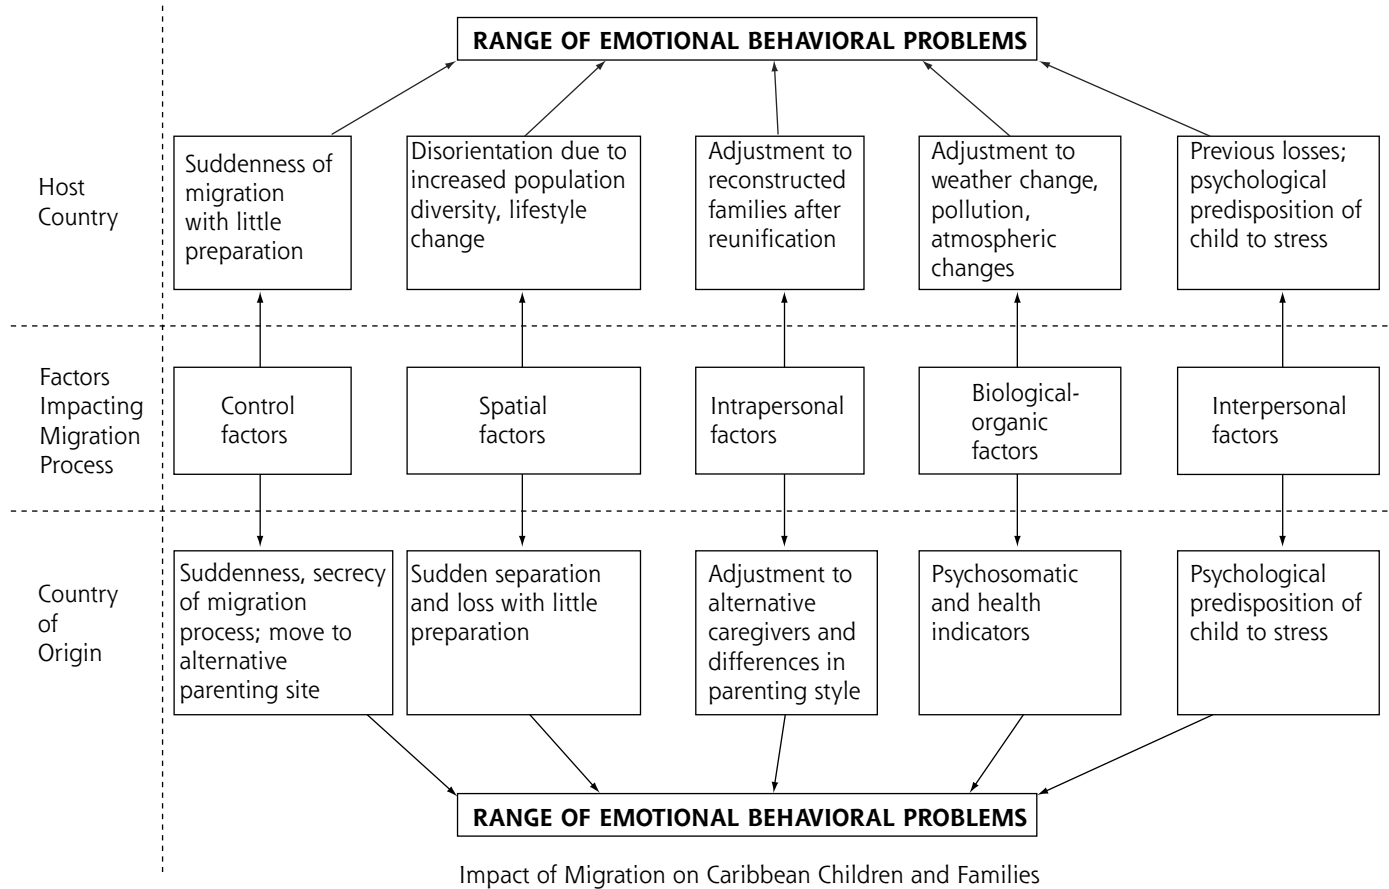 RANGE OF EMOTIONAL BEHAVIORAL PROBLEMS
Host
Country
Suddenness of
migration
with little
preparation
Disorientation due to
increased population
diversity, lifestyle
change
Adjustment to
reconstructed
families after
reunification
Adjustment to
weather change,
pollution,
atmospheric
changes
Previous losses;
psychological
predisposition of
child to stress
Factors
Impacting
Migration
Process
Control
factors
Spatial
factors
Intrapersonal
factors
Biological-
organic
factors
Interpersonal
factors
Country
of
Origin
Suddenness, secrecy
of migration
process; move to
alternative
parenting site
Sudden separation
and loss with little
preparation
Adjustment to
alternative
caregivers and
differences in
parenting style
Psychosomatic
and health
indicators
Psychological
predisposition of
child to stress
RANGE OF EMOTIONAL BEHAVIORAL PROBLEMS
Impact of Migration on Caribbean Children and Families